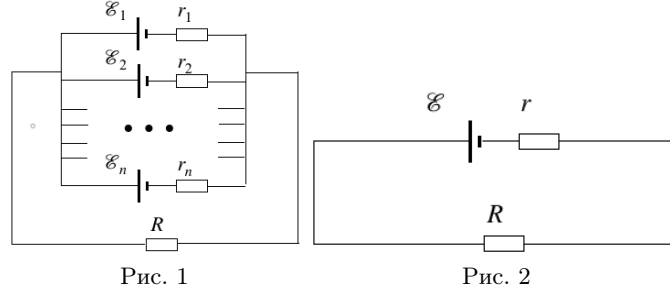 ℰ₁ r₁
ℰ₂ r₂
ℰₙ rₙ
R
Рис. 1
ℰ r
R
Рис. 2